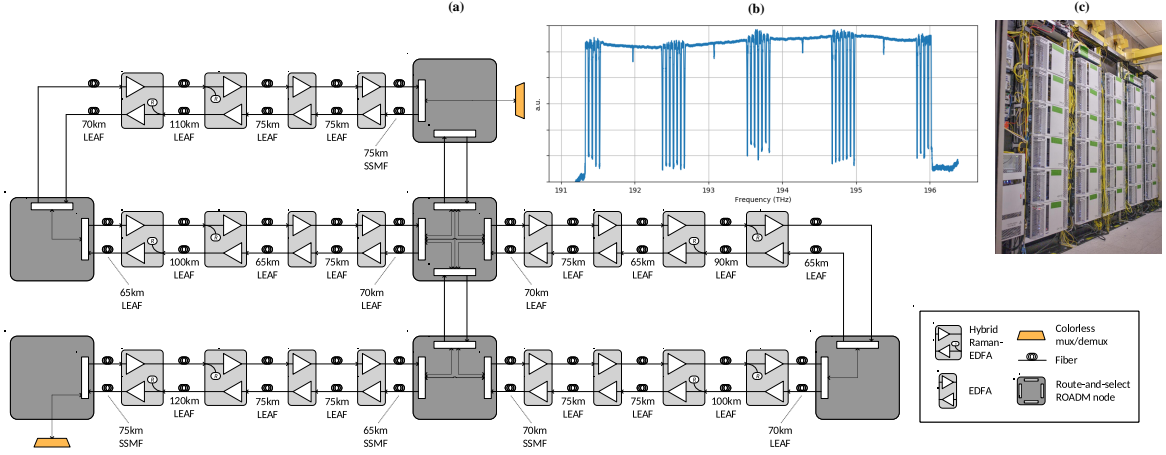 (a)
(b)
(c)
70km
LEAF
110km
LEAF
75km
LEAF
75km
LEAF
75km
SSMF
R
R
a.u.
191
192
193
194
195
196
Frequency (THz)
65km
LEAF
100km
LEAF
65km
LEAF
75km
LEAF
70km
LEAF
R
R
70km
LEAF
75km
LEAF
65km
LEAF
90km
LEAF
65km
LEAF
R
R
75km
SSMF
120km
LEAF
75km
LEAF
75km
LEAF
65km
SSMF
R
R
70km
SSMF
75km
LEAF
75km
LEAF
100km
LEAF
70km
LEAF
R
R
Hybrid
Raman-
EDFA
EDFA
Colorless
mux/demux
Fiber
Route-and-select
ROADM node